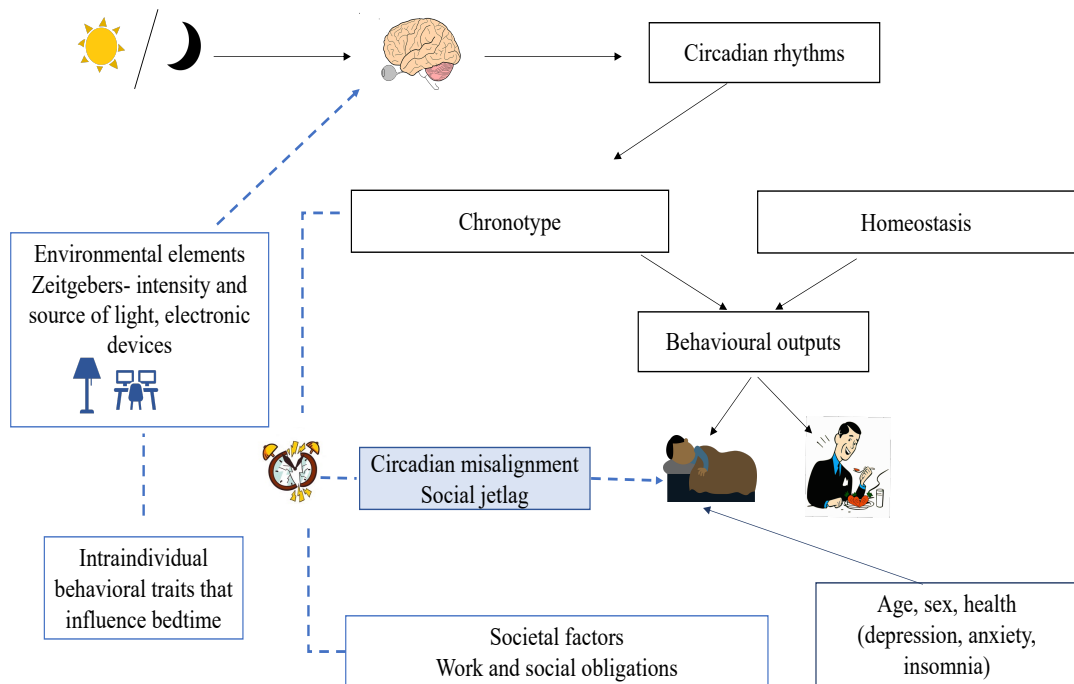 Circadian rhythms
Chronotype
Homeostasis
Environmental elements
Zeitgebers- intensity and
source of light, electronic
devices
Behavioural outputs
Circadian misalignment
Social jetlag
Intraindividual
behavioral traits that
influence bedtime
Societal factors
Work and social obligations
Age, sex, health
(depression, anxiety,
insomnia)